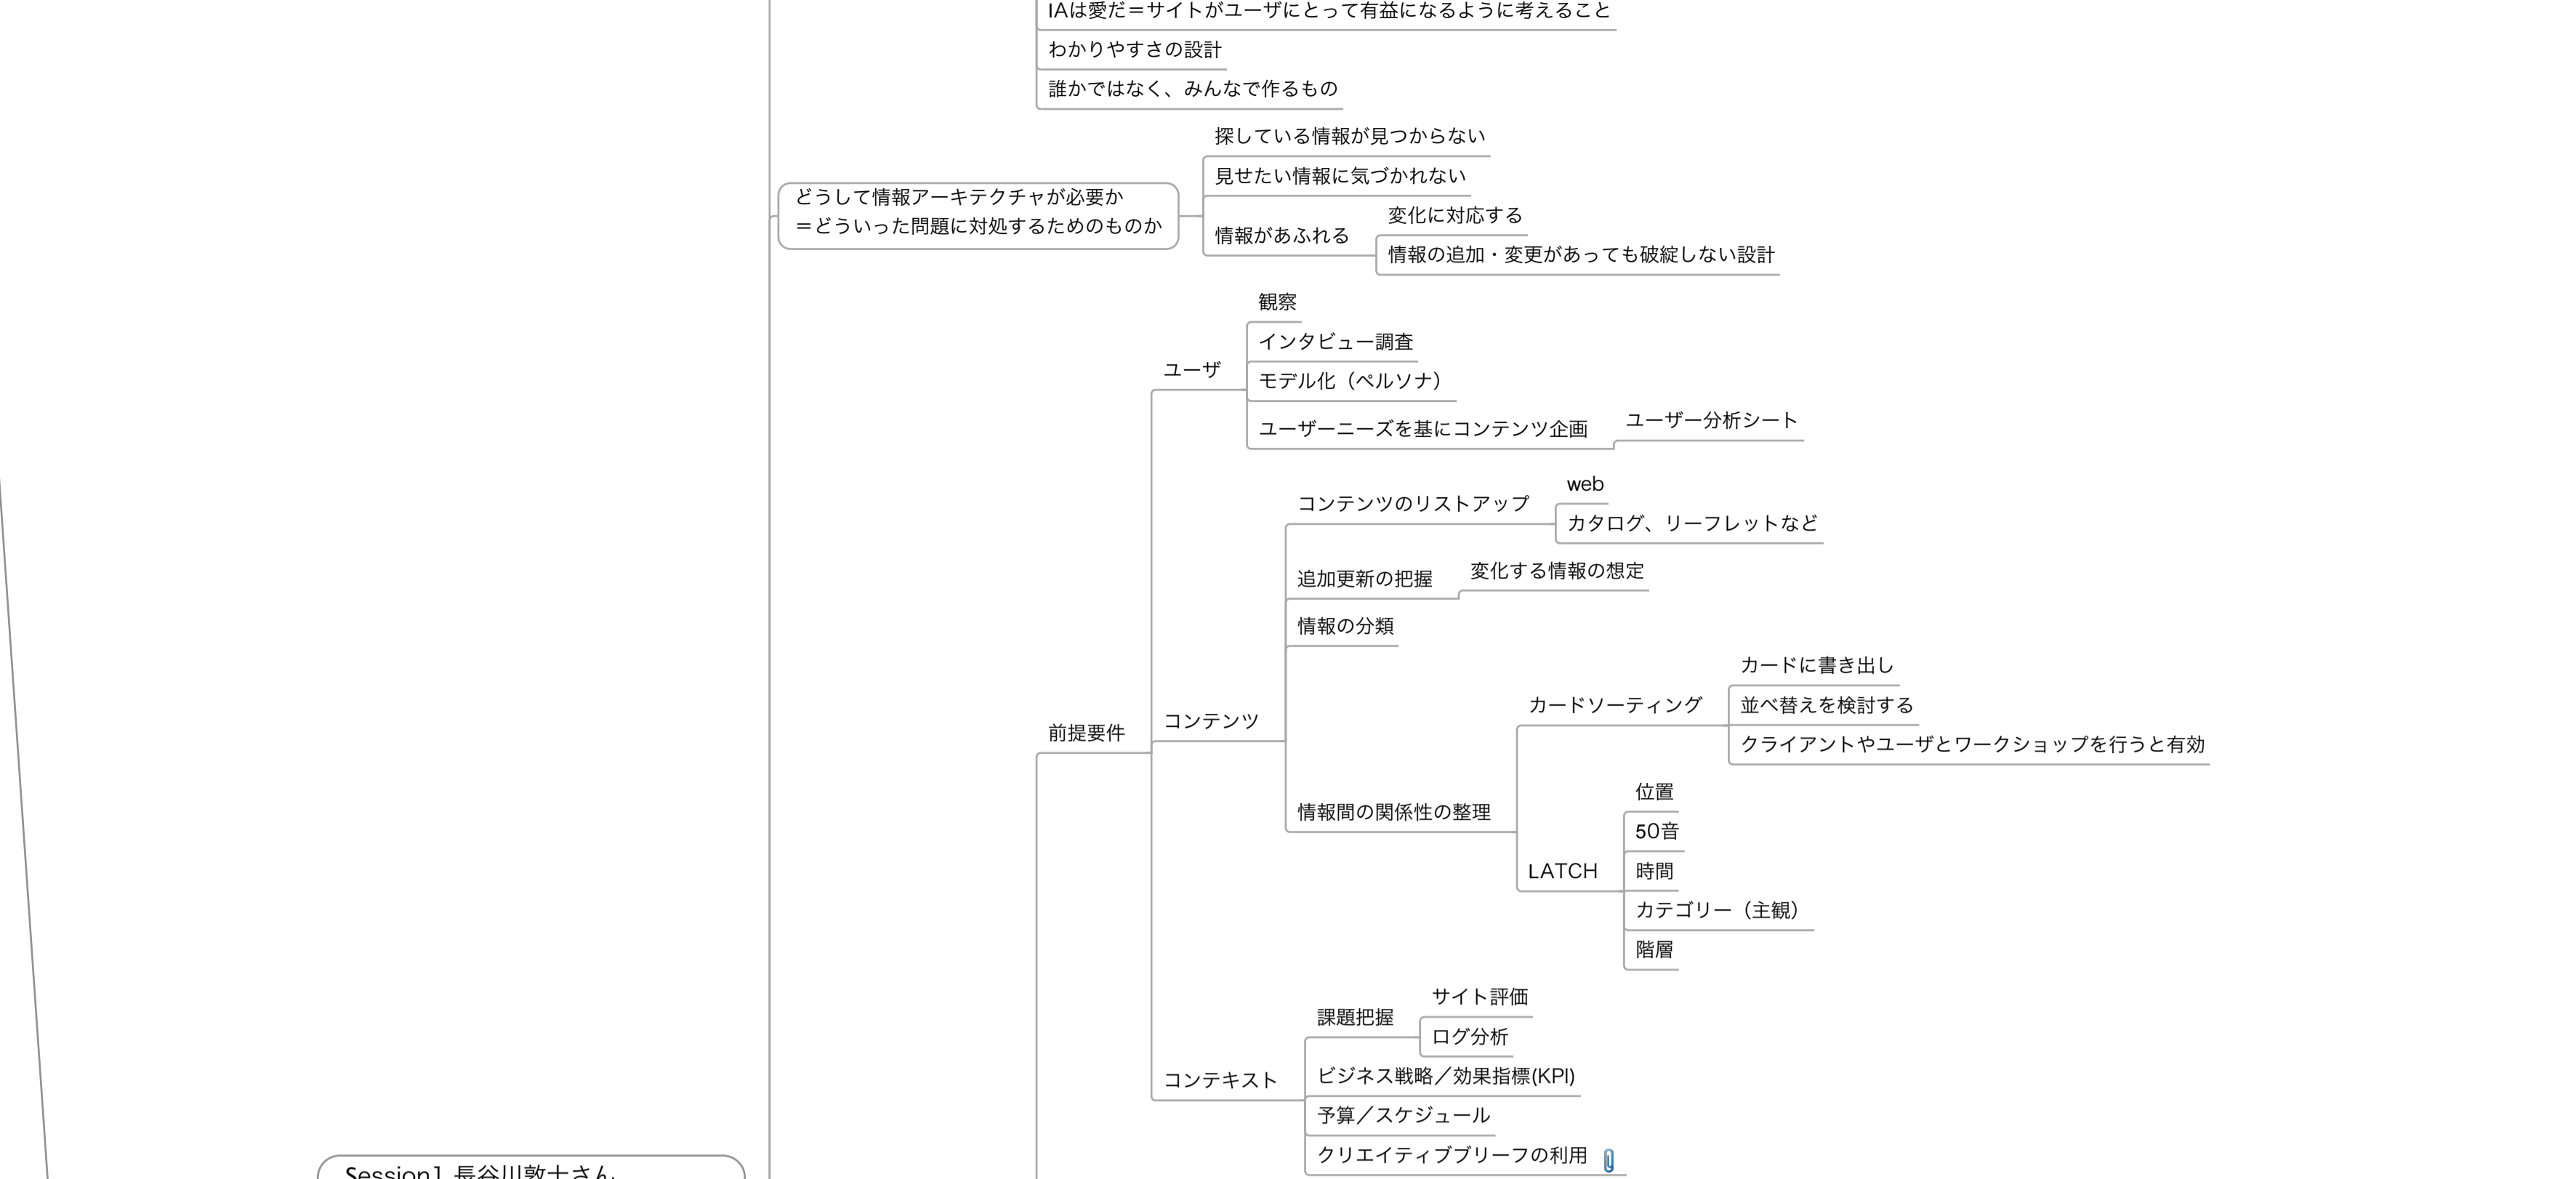 IAは愛だ＝サイトがユーザにとって有益になるように考えること
わかりやすさの設計
誰かではなく、みんなで作るもの
どうして情報アーキテクチャが必要か
＝どういった問題に対処するためのものか
探している情報が見つからない
見せたい情報に気づかれない
情報があふれる
変化に対応する
情報の追加・変更があっても破綻しない設計
前提要件
ユーザ
観察
インタビュー調査
モデル化（ペルソナ）
ユーザーニーズを基にコンテンツ企画
ユーザー分析シート
コンテンツ
コンテンツのリストアップ
web
カタログ、リーフレットなど
追加更新の把握
変化する情報の想定
情報の分類
情報間の関係性の整理
カードソーティング
カードに書き出し
並べ替えを検討する
クライアントやユーザとワークショップを行うと有効
LATCH
位置
50音
時間
カテゴリー（主観）
階層
コンテキスト
課題把握
サイト評価
ログ分析
ビジネス戦略／効果指標(KPI)
予算／スケジュール
クリエイティブブリーフの利用
Session1 長谷川敦士さん